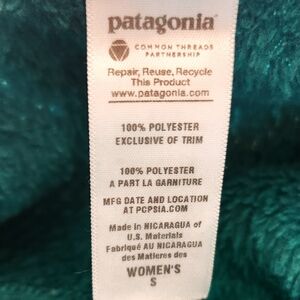 patagonia®
COMMON THREADS
PARTNERSHIP
Repair, Reuse, Recycle
This Product
www.patagonia.com
100% POLYESTER
EXCLUSIVE OF TRIM
100% POLYESTER
A PART LA GARNITURE
MFG DATE AND LOCATION
AT PCPSIA.COM
Made in NICARAGUA of
U.S. Materials
Fabriqué AU NICARAGUA
des Matieres des
WOMEN'S
S